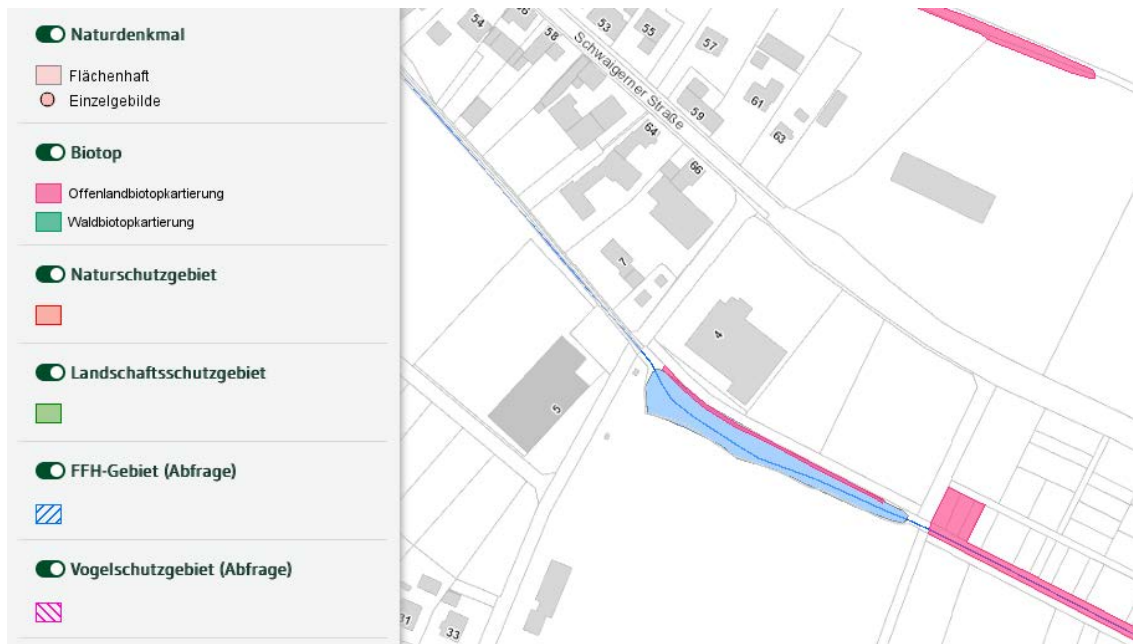 Naturdenkmal
Flächenhaft
Einzelgebilde
Biotop
Offenlandbiotopkartierung
Waldbiotopkartierung
Naturschutzgebiet
Landschaftsschutzgebiet
FFH-Gebiet (Abfrage)
Vogelschutzgebiet (Abfrage)
54
56
58
53
55
57
Schwaigerner Straße
59
61
63
64
66
7
4
5
31
33